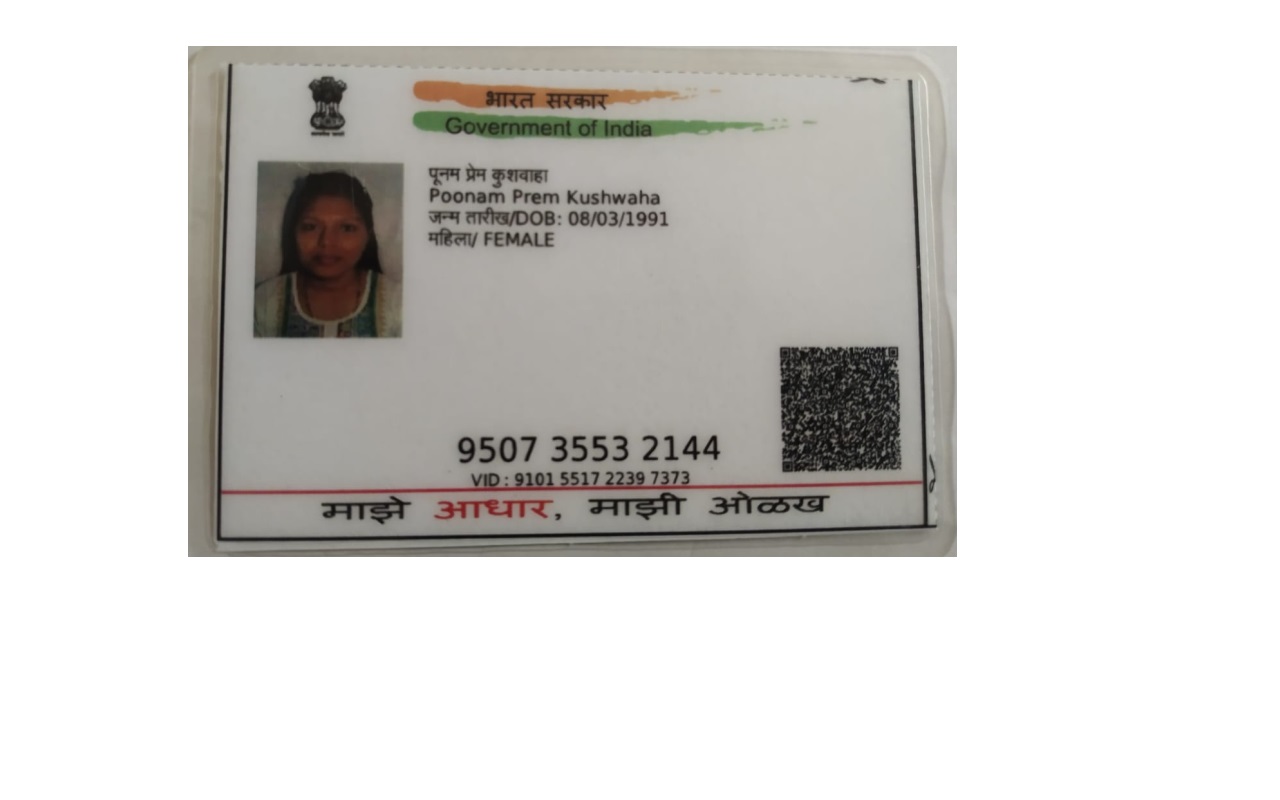 भारत सरकार
Government of India
पूनम प्रेम कुशवाहा
Poonam Prem Kushwaha
जन्म तारीख/DOB: 08/03/1991
महिला/ FEMALE
9507 3553 2144
VID : 9101 5517 2239 7373
माझे आधार, माझी ओळख